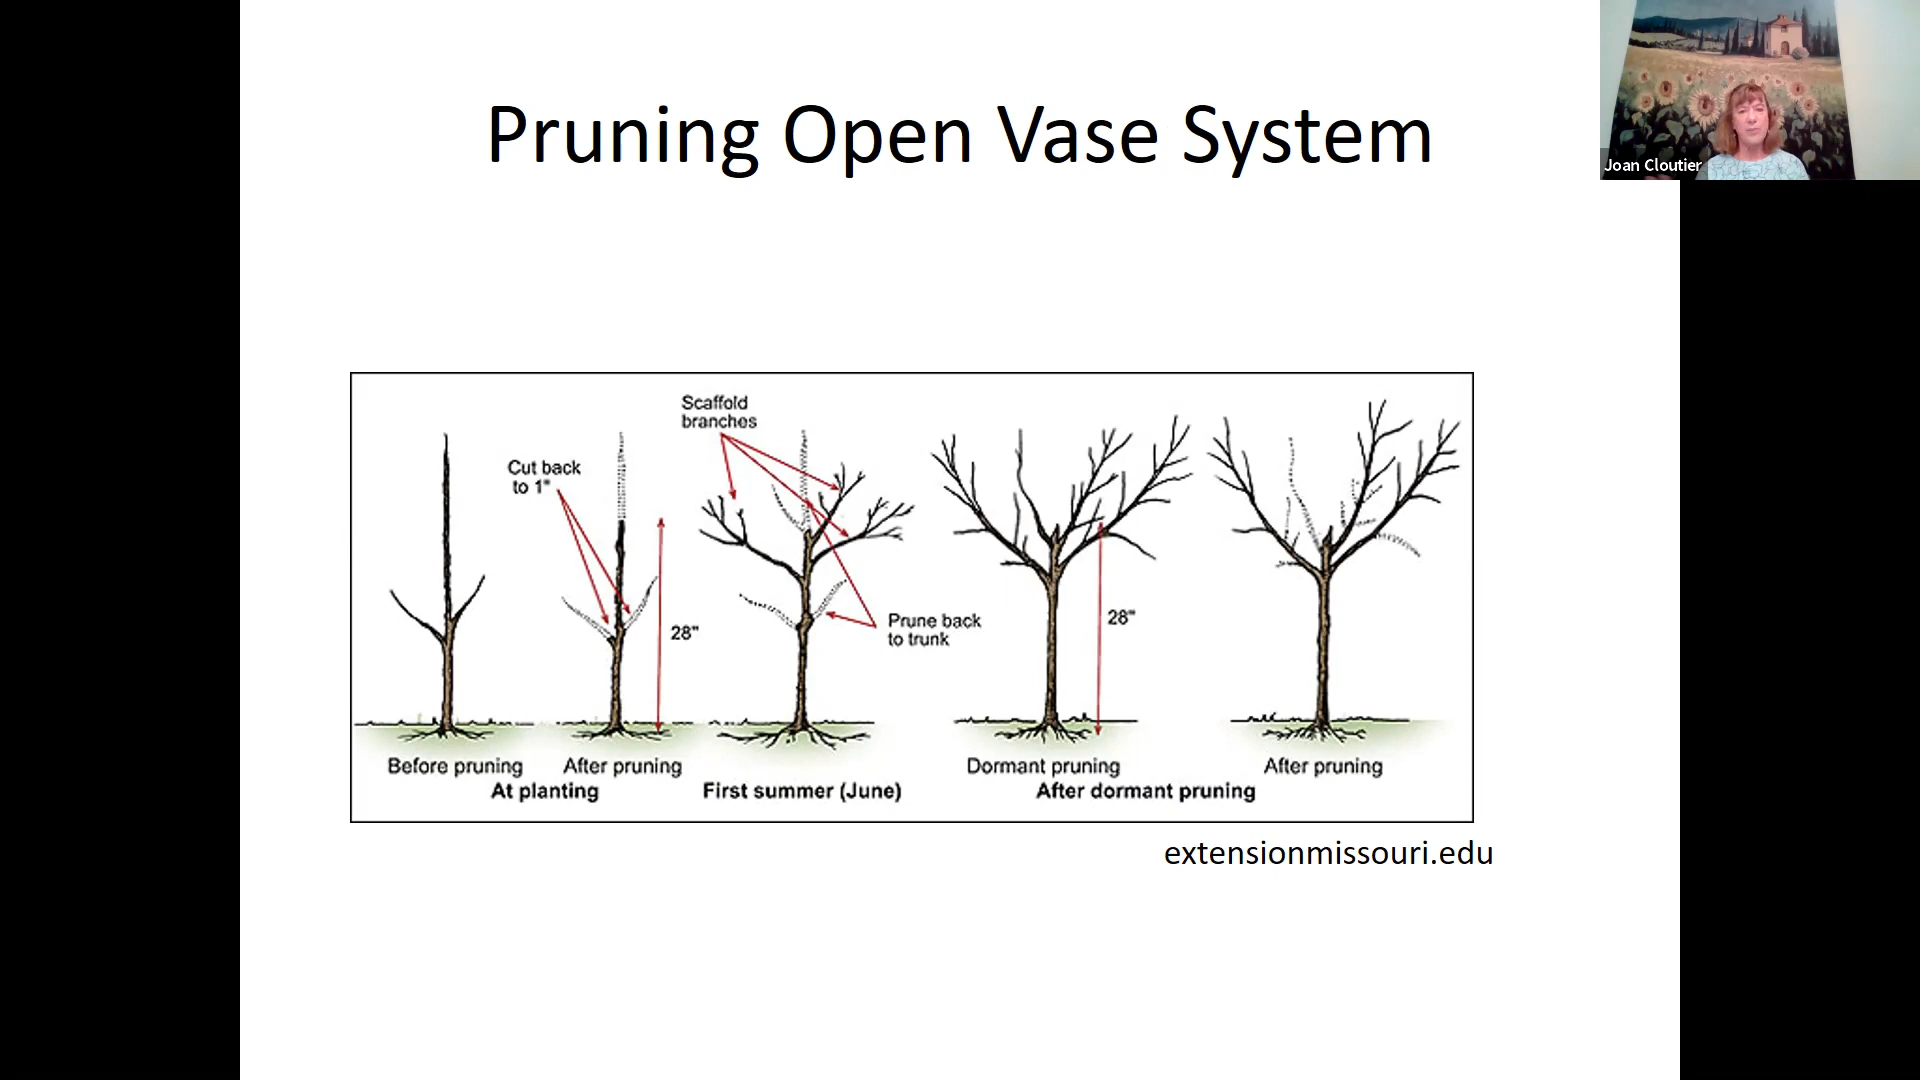 Pruning Open Vase System
Joan Cloutier
Scaffold
branches
Cut back
to 1"
28"
Prune back
to trunk
28"
Before pruning
After pruning
At planting
First summer (June)
Dormant pruning
After pruning
After dormant pruning
extensionmissouri.edu